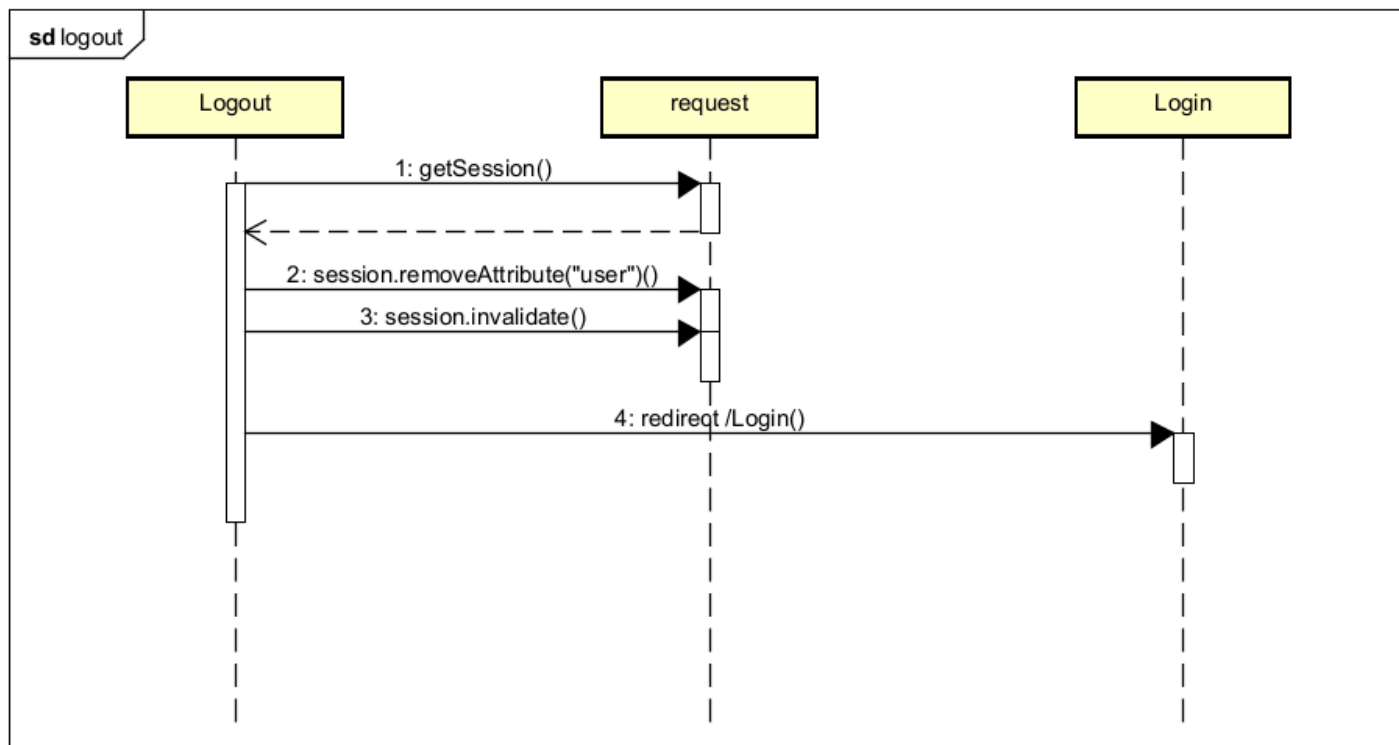 sd logout
Logout
request
Login
1: getSession()
2: session.removeAttribute("user")()
3: session.invalidate()
4: redirect /Login()